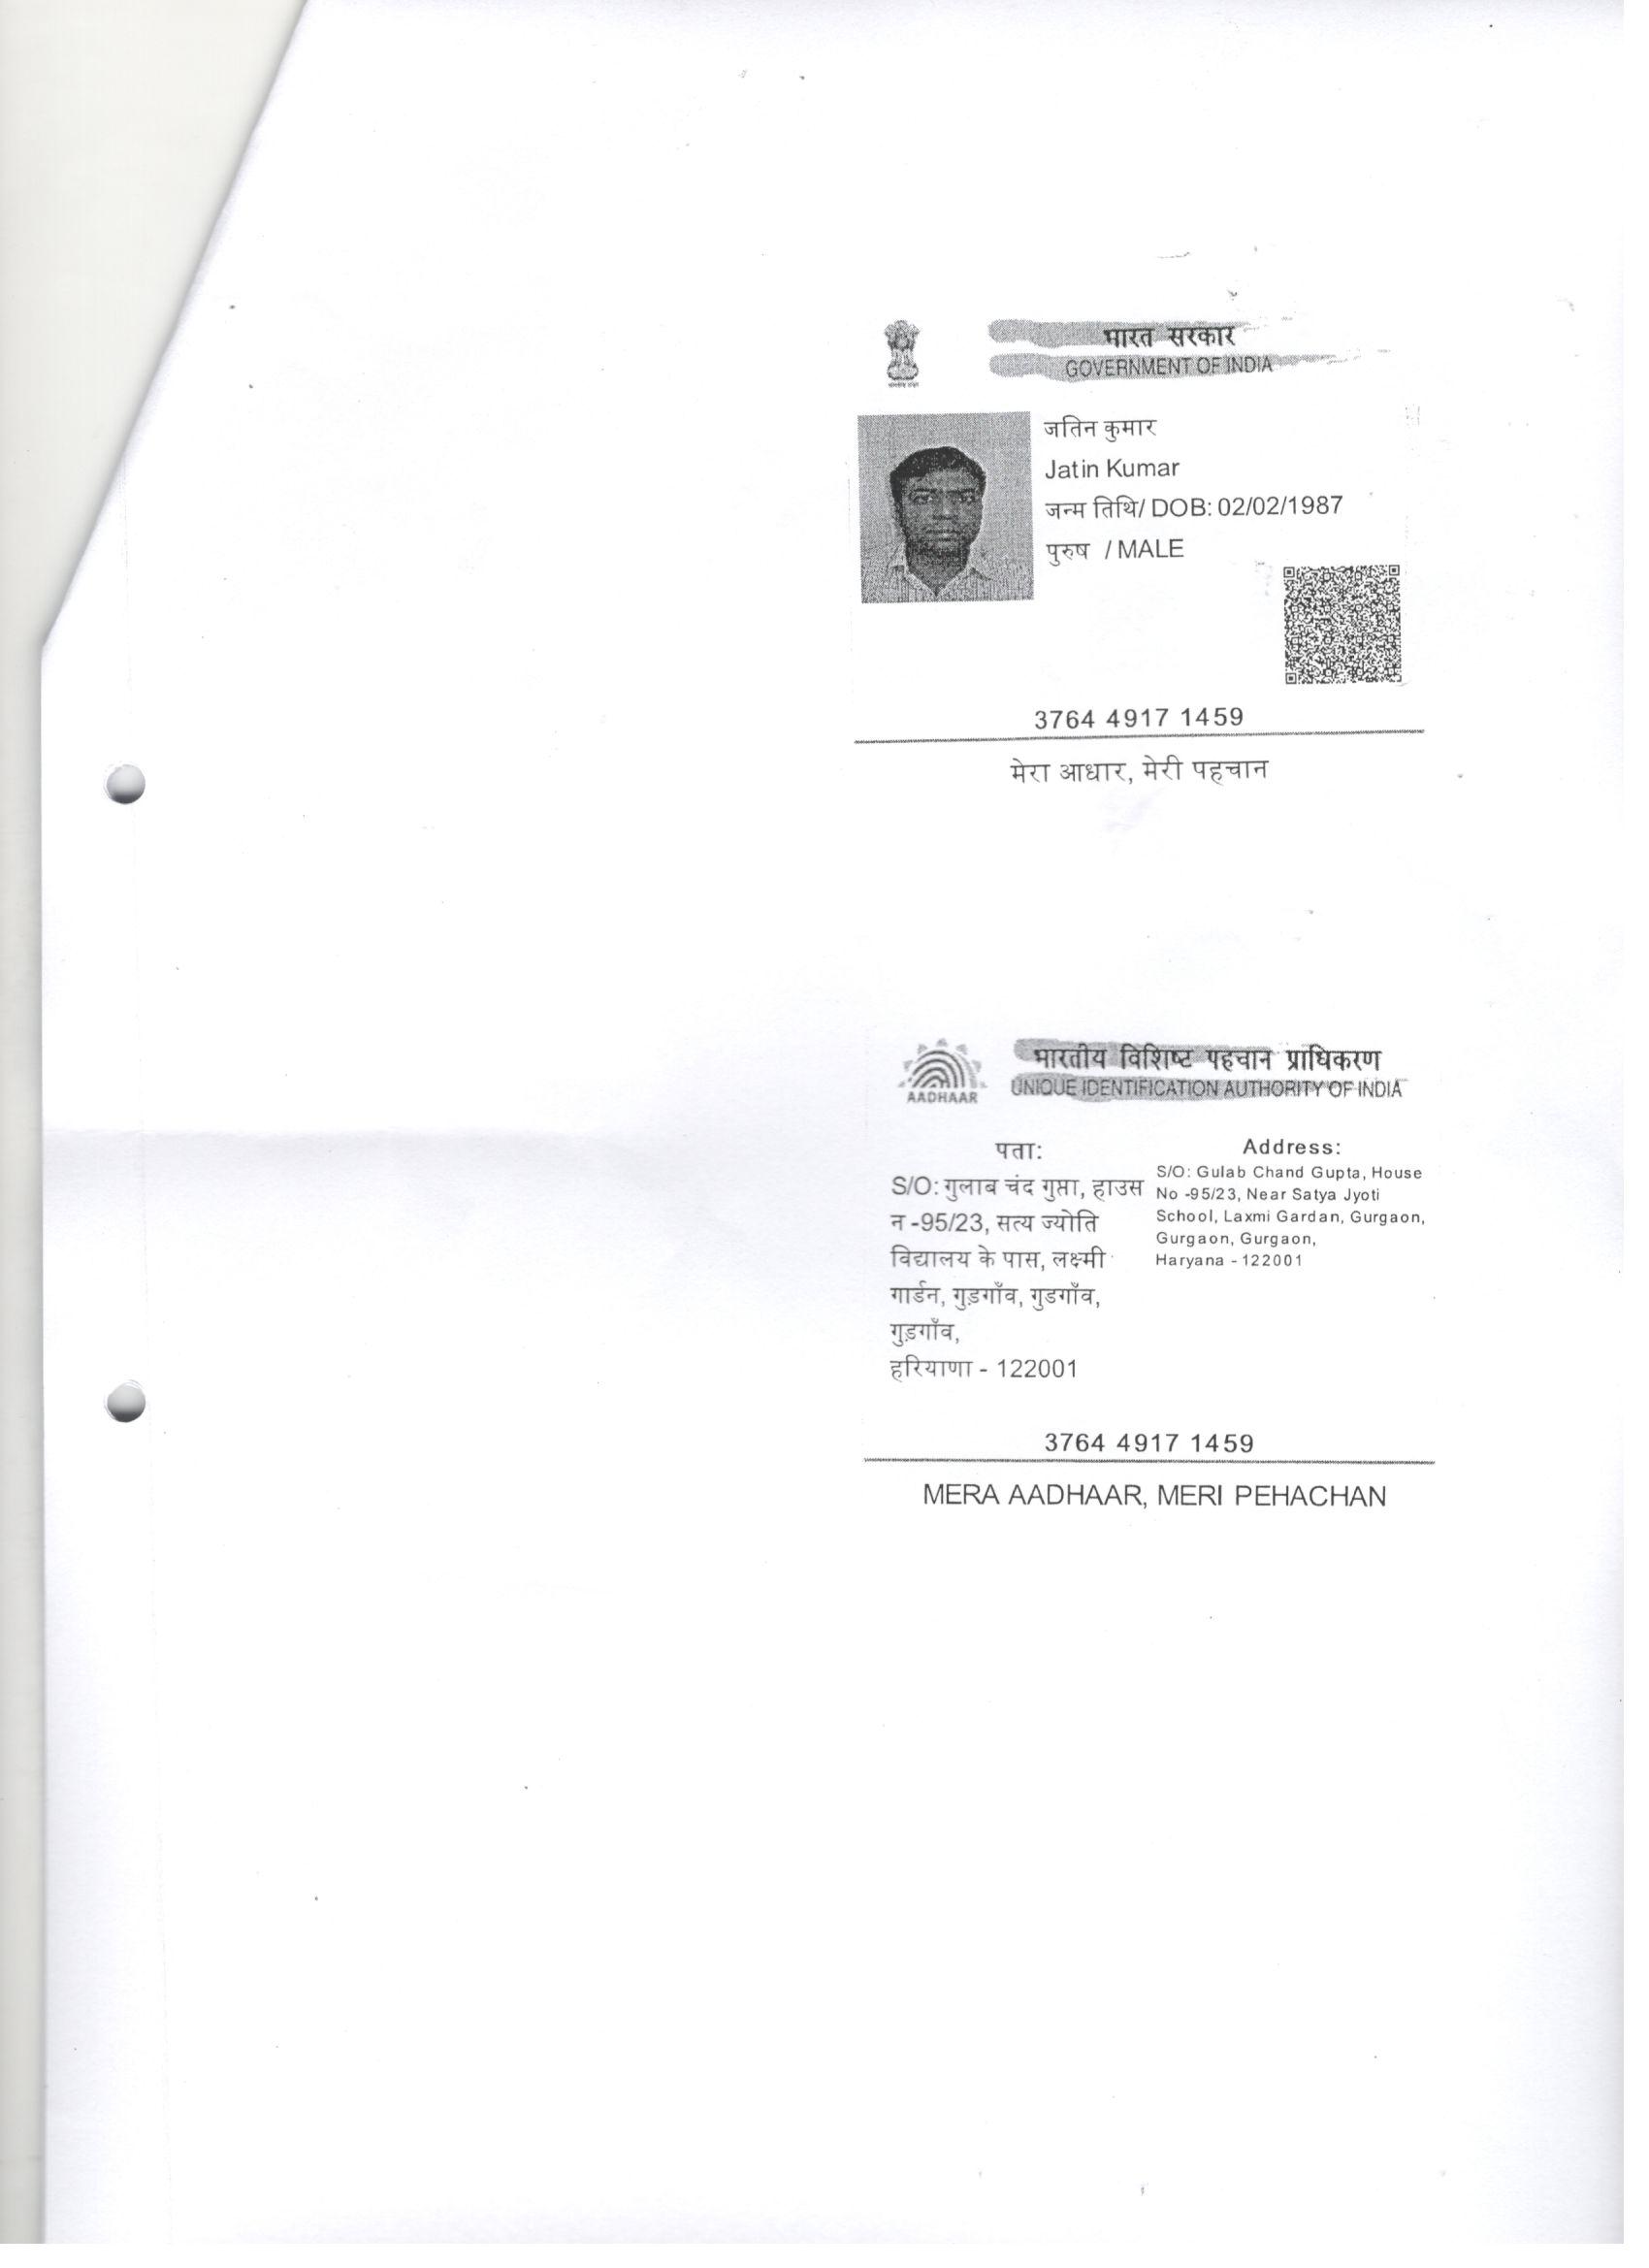 भारत सरकार
GOVERNMENT OF INDIA
जतिन कुमार
Jatin Kumar
जन्म तिथि/ DOB: 02/02/1987
पुरुष / MALE
3764 4917 1459
मेरा आधार, मेरी पहचान
AADHAAR
भारतीय विशिष्ट पहचान प्राधिकरण
UNIQUE IDENTIFICATION AUTHORITY OF INDIA
पता:
S/O: गुलाब चंद गुप्ता, हाउस
न -95/23, सत्य ज्योति
विद्यालय के पास, लक्ष्मी
गार्डन, गुड़गाँव, गुडगाँव,
गुड़गाँव,
हरियाणा - 122001
Address:
S/O: Gulab Chand Gupta, House
No -95/23, Near Satya Jyoti
School, Laxmi Gardan, Gurgaon,
Gurgaon, Gurgaon,
Haryana - 122001
3764 4917 1459
MERA AADHAAR, MERI PEHACHAN